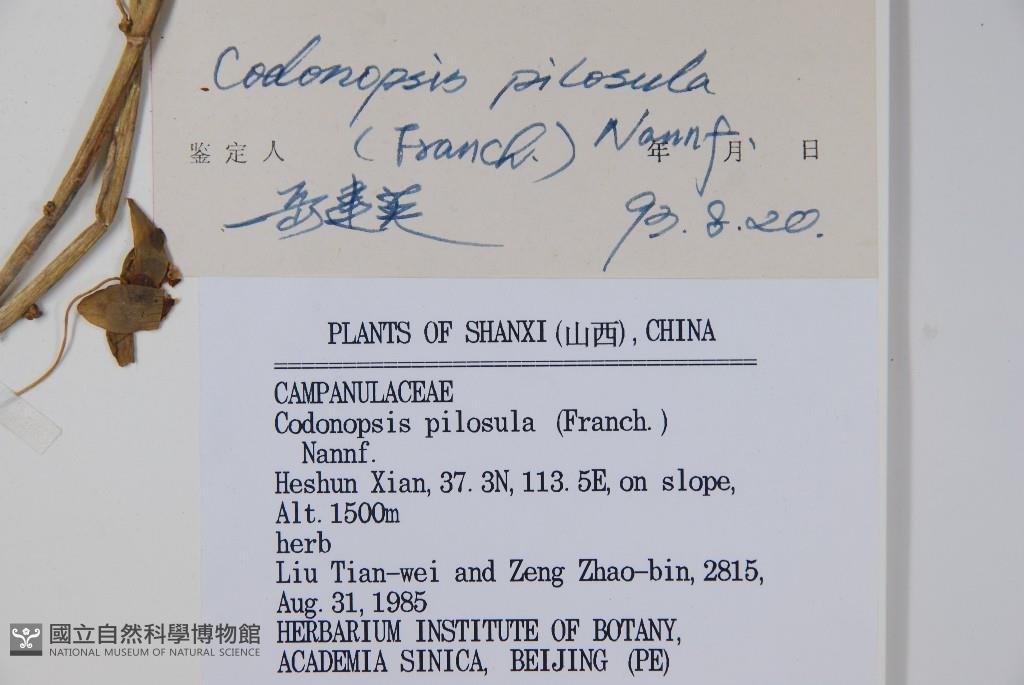 Codonopsis pilosula
(Franch.) Nannf.
鉴定人 年 月 日
岳建英 93.8.20.
PLANTS OF SHANXI (山西), CHINA
CAMPANULACEAE
Codonopsis pilosula (Franch.)
Nannf.
Heshun Xian, 37.3N, 113.5E, on slope,
Alt. 1500m
herb
Liu Tian-wei and Zeng Zhao-bin, 2815,
Aug. 31, 1985
HERBARIUM INSTITUTE OF BOTANY,
ACADEMIA SINICA, BEIJING (PE)
國立自然科學博物館
NATIONAL MUSEUM OF NATURAL SCIENCE